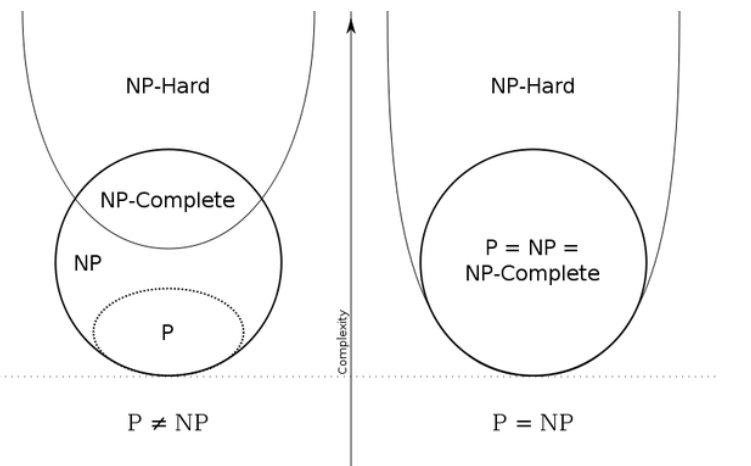 NP-Hard
NP-Complete
NP
P
P ≠ NP
Complexity
NP-Hard
P = NP =
NP-Complete
P = NP